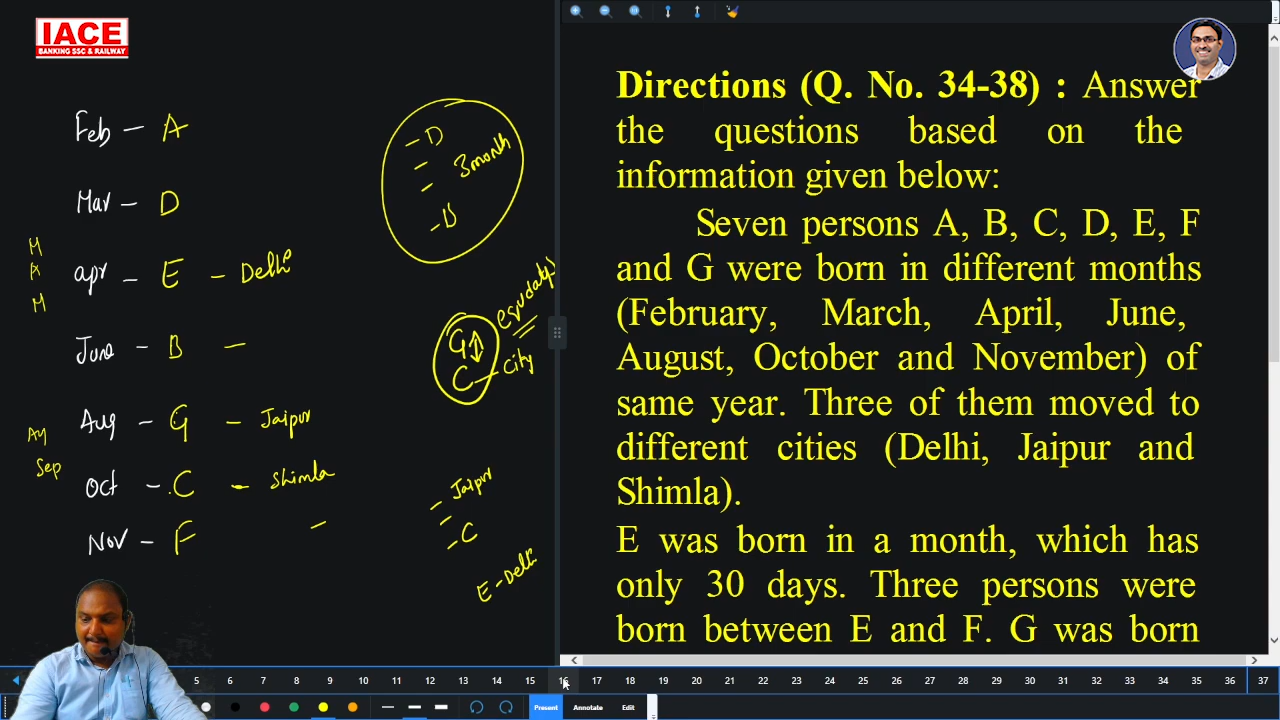 IACE
BANKING SSC & RAILWAY
Feb – A
Mar – D
M
A
M
apr – E – Delhi
June – B –
Aug – G – Jaipur
Ay
Sep
Oct – C – Shimla
Nov – F –
– D
– 3 month
–
– B
G equidates
C – city
– Jaipur
–
– C
E – Delhi
Directions (Q. No. 34-38) : Answer
the questions based on the
information given below:
Seven persons A, B, C, D, E, F
and G were born in different months
(February, March, April, June,
August, October and November) of
same year. Three of them moved to
different cities (Delhi, Jaipur and
Shimla).
E was born in a month, which has
only 30 days. Three persons were
born between E and F. G was born
5 6 7 8 9 10 11 12 13 14 15 16 17 18 19 20 21 22 23 24 25 26 27 28 29 30 31 32 33 34 35 36 37
Present Annotate Edit